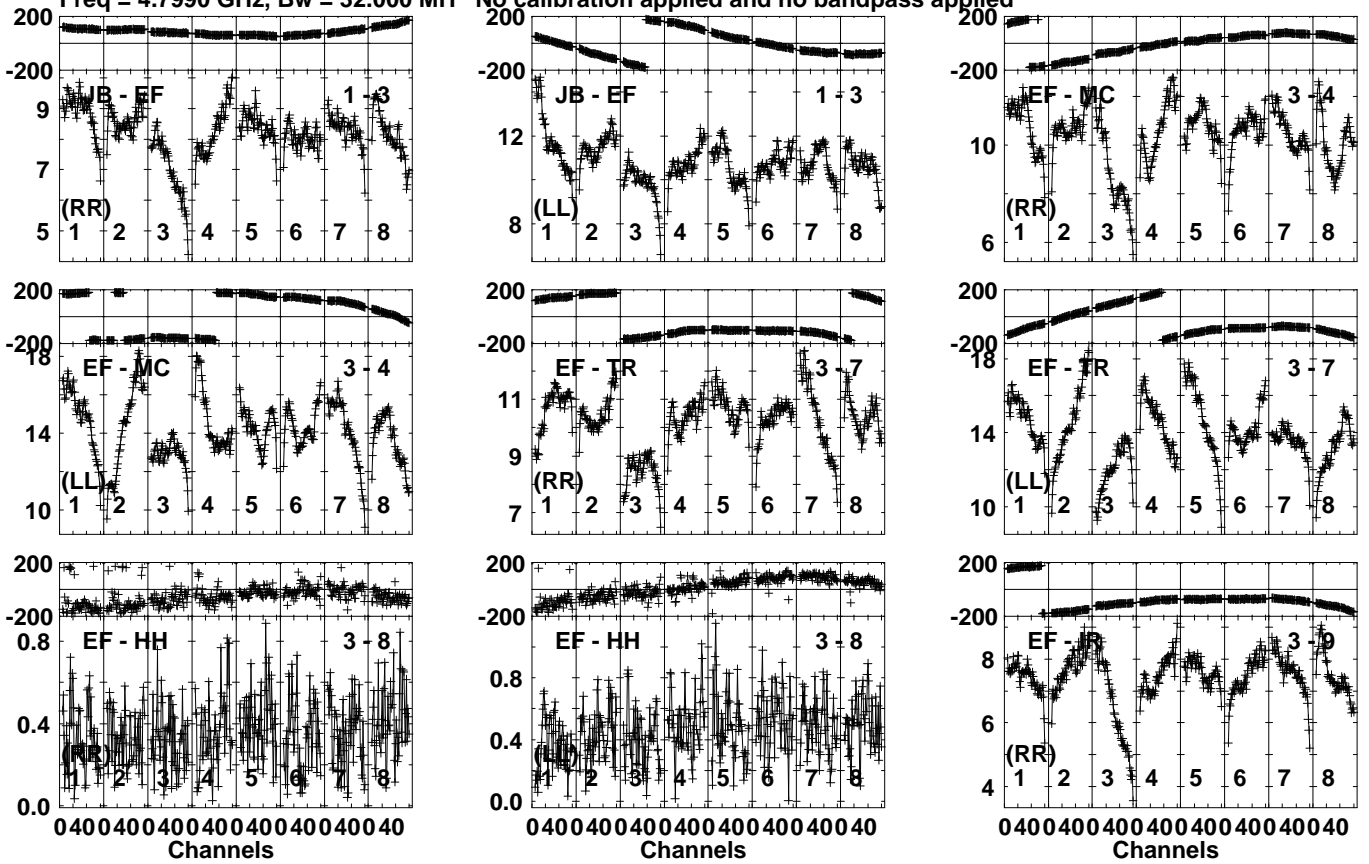 Freq = 4.7990 GHz, Bw = 32.000 MH No calibration applied and no bandpass applied
200 200 200
-200 -200 -200
JB - EF 1 - 3 JB - EF 1 - 3 EF - MC 3 - 4
9 12 10
7 8 6
5
(RR) (LL) (RR)
1 2 3 4 5 6 7 8 1 2 3 4 5 6 7 8 1 2 3 4 5 6 7 8
200 200 200
-200 -200 -200
18 11 18
EF - MC 3 - 4 EF - TR 3 - 7 EF - TR 3 - 7
14 9 14
10 7 10
(LL) (RR) (LL)
1 2 3 4 5 6 7 8 1 2 3 4 5 6 7 8 1 2 3 4 5 6 7 8
200 200 200
-200 -200 -200
EF - HH 3 - 8 EF - HH 3 - 8 EF - IR 3 - 9
0.8 0.8 8
0.4 0.4 6
0.0 0.0 4
(RR) (LL) (RR)
1 2 3 4 5 6 7 8 1 2 3 4 5 6 7 8 1 2 3 4 5 6 7 8
0 40 0 40 0 40 0 40 0 40 0 40 0 40 0 40 0 40 0 40 0 40 0 40 0 40 0 40 0 40 0 40 0 40 0 40 0 40 0 40 0 40 0 40 0 40 0 40
Channels Channels Channels